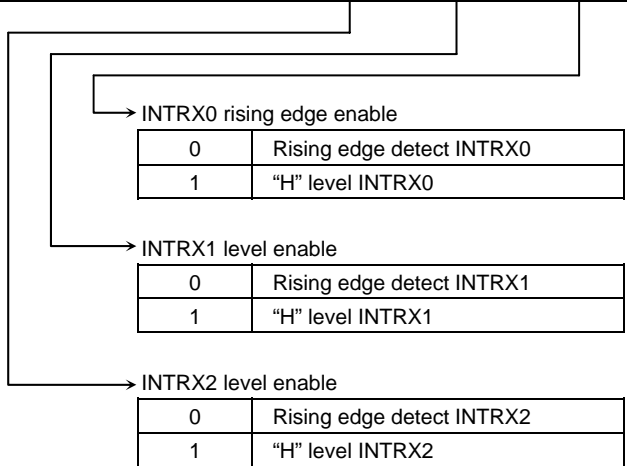 INTRX0 rising edge enable
0 Rising edge detect INTRX0
1 “H” level INTRX0
INTRX1 level enable
0 Rising edge detect INTRX1
1 “H” level INTRX1
INTRX2 level enable
0 Rising edge detect INTRX2
1 “H” level INTRX2